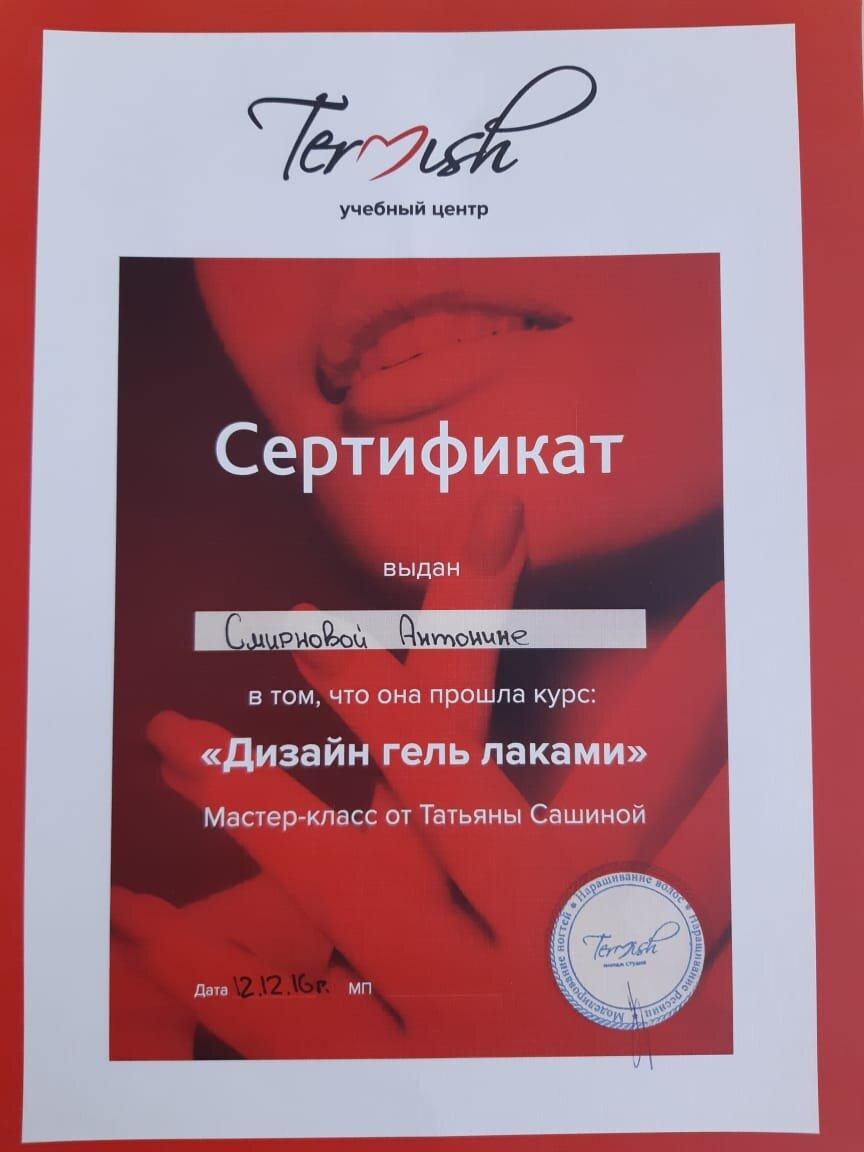 Termish
учебный центр
Сертификат
выдан
Смирновой Антонине
в том, что она прошла курс:
«Дизайн гель лаками»
Мастер-класс от Татьяны Сашиной
Дата 12.12.16г. МП
Моделирование ногтей • Наращивание волос • Наращивание ресниц
Termish